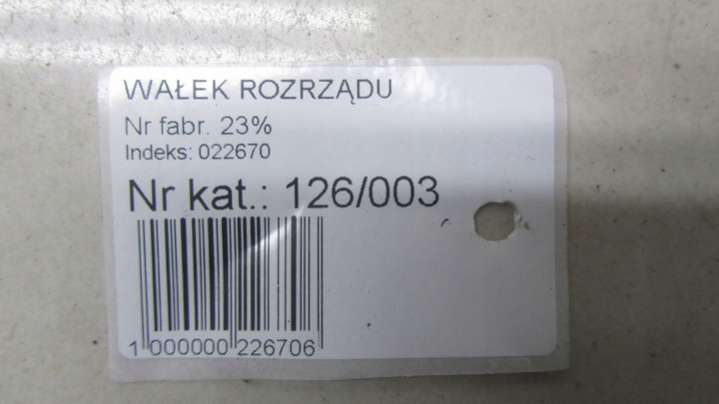 WAŁEK ROZRZĄDU
Nr fabr. 23%
Indeks: 022670
Nr kat.: 126/003
1 000000 226706